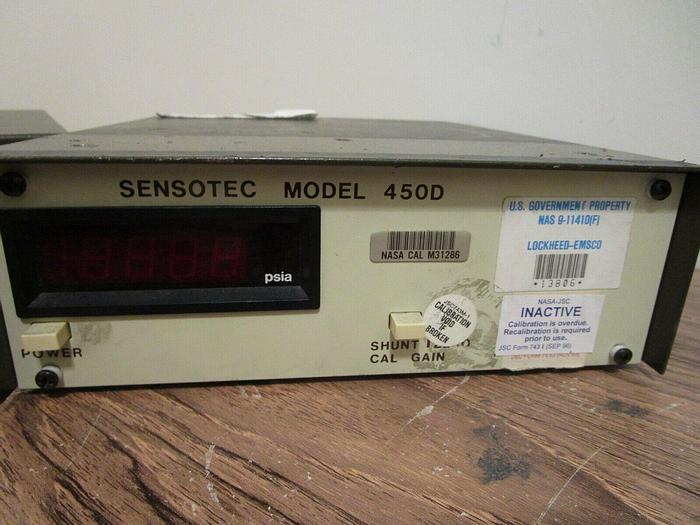 SENSOTEC MODEL 450D
psia
POWER
NASA CAL M31286
SHUNT
CAL GAIN
CALIBRATION
VOID
IF
BROKEN
U.S. GOVERNMENT PROPERTY
NAS 9-11410(F)
LOCKHEED-EMSCO
*13806*
NASA-JSC
INACTIVE
Calibration is overdue.
Recalibration is required
prior to use.
JSC Form 743 I (SEP 96)